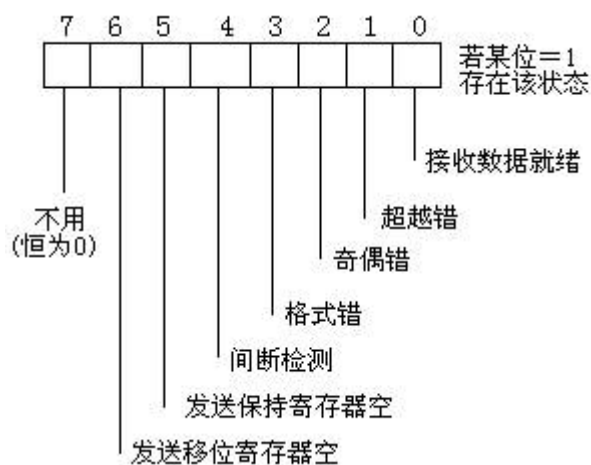 7 6 5 4 3 2 1 0
若某位=1
存在该状态
接收数据就绪
超越错
不用
(恒为0)
奇偶错
格式错
间断检测
发送保持寄存器空
发送移位寄存器空